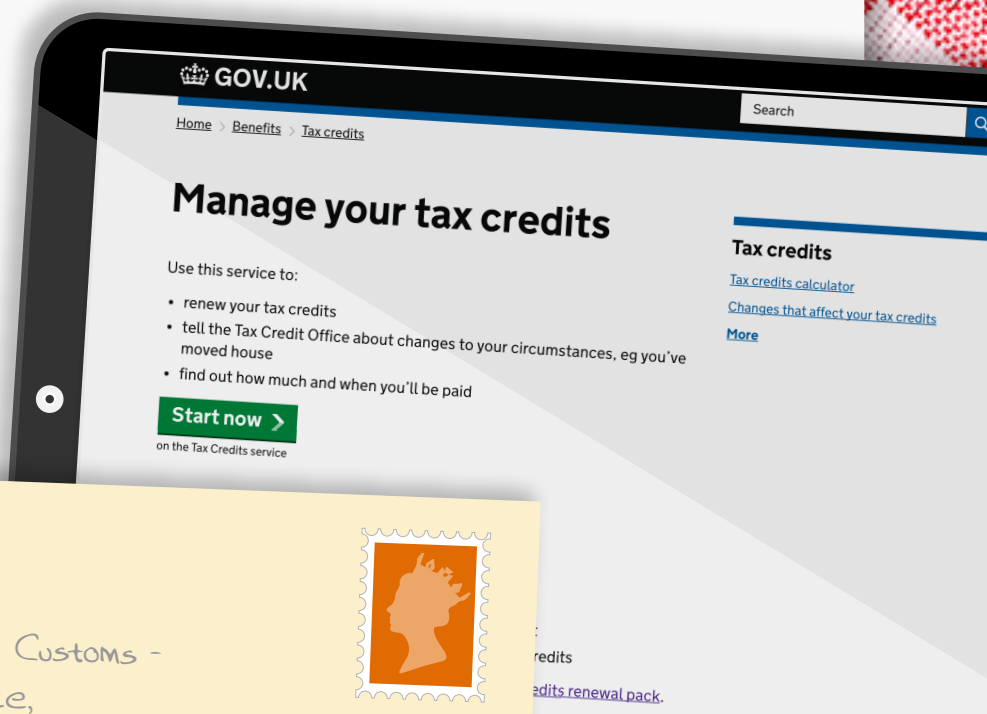 GOV.UK
Search
Home > Benefits > Tax credits
Manage your tax credits
Use this service to:
• renew your tax credits
• tell the Tax Credit Office about changes to your circumstances, eg you've
moved house
• find out how much and when you'll be paid
Start now >
on the Tax Credits service
Tax credits
Tax credits calculator
Changes that affect your tax credits
More
Customs -
redits
edits renewal pack.